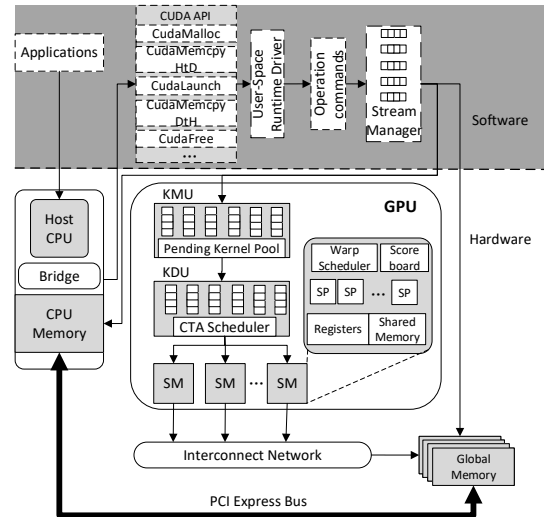 CUDA API
Applications
CudaMalloc
CudaMemcpy
HtD
CudaLaunch
CudaMemcpy
DtH
CudaFree
...
User-Space
Runtime Driver
Operation
commands
Stream
Manager
Software
Hardware
KMU
GPU
Host
CPU
Pending Kernel Pool
Bridge
KDU
Warp
Scheduler
Score
board
SP
SP
...
SP
CPU
Memory
CTA Scheduler
Registers
Shared
Memory
SM
SM
...
SM
Interconnect Network
Global
Memory
PCI Express Bus